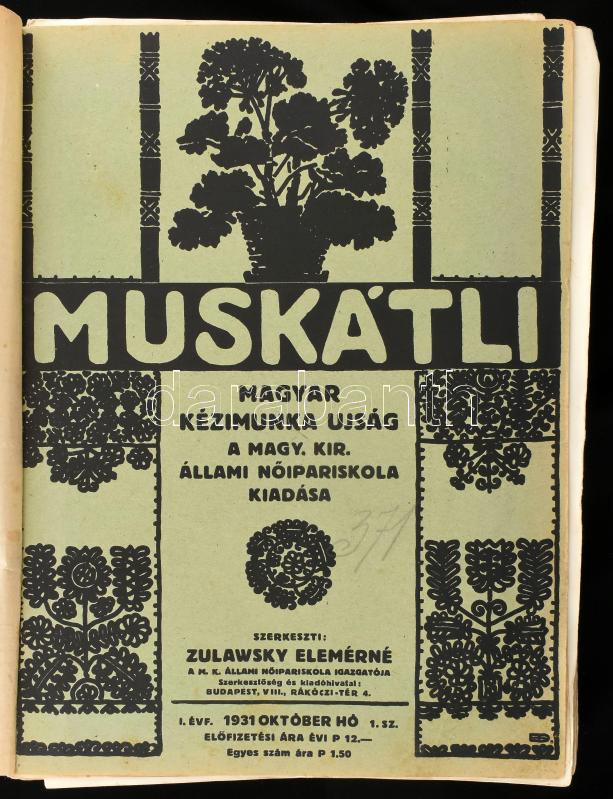 MUSKÁTLI
darabanth
MAGYAR
KÉZIMUNKA UJSÁG
A MAGY. KIR.
ÁLLAMI NŐIPARISKOLA
KIADÁSA
371
SZERKESZTI:
ZULAWSKY ELEMÉRNÉ
A M. K. ÁLLAMI NŐIPARISKOLA IGAZGATÓJA
Szerkesztőség és kiadóhivatal:
BUDAPEST, VIII., RÁKÓCZI-TÉR 4.
I. ÉVF. 1931 OKTÓBER HÓ 1. SZ.
ELŐFIZETÉSI ÁRA ÉVI P 12.—
Egyes szám ára P 1.50